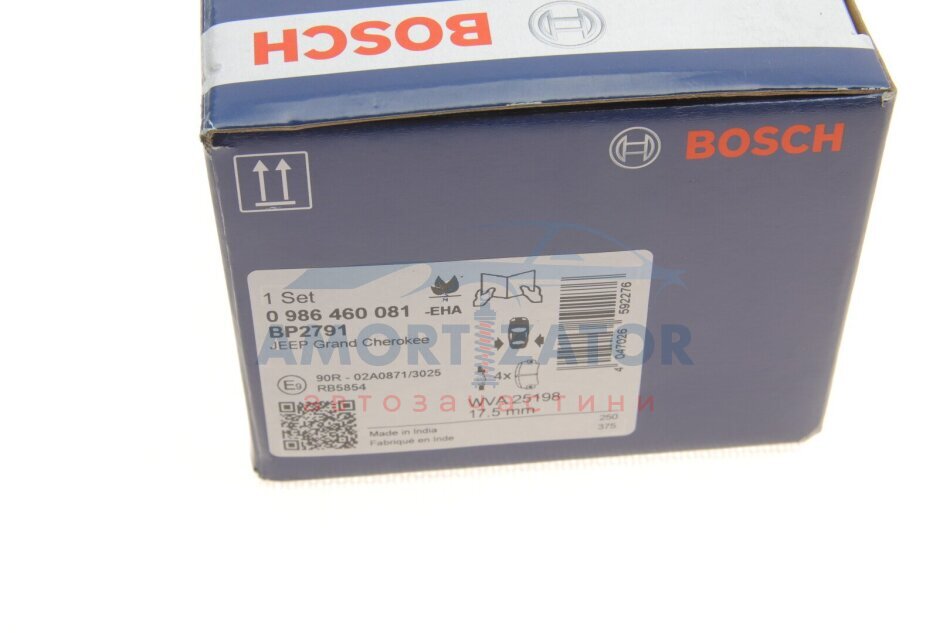 BOSCH
BOSCH
1 Set
0 986 460 081 -EHA
BP2791
JEEP Grand Cherokee
E9 90R - 02A0871/3025
RB5854
4x
WVA 25198
17.5 mm
250
375
Made in India
Fabriqué en Inde
4 047026 592276
AMORTIZATOR
автозапчастини